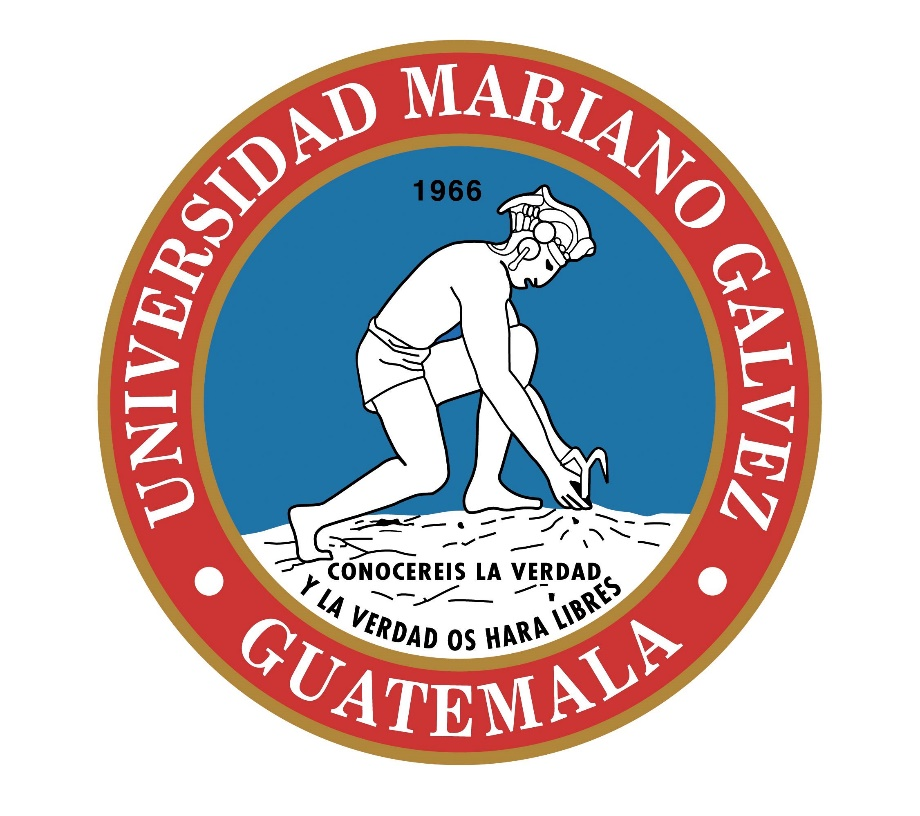 UNIVERSIDAD MARIANO GALVEZ
1966
CONOCEREIS LA VERDAD
Y LA VERDAD OS HARA LIBRES
GUATEMALA